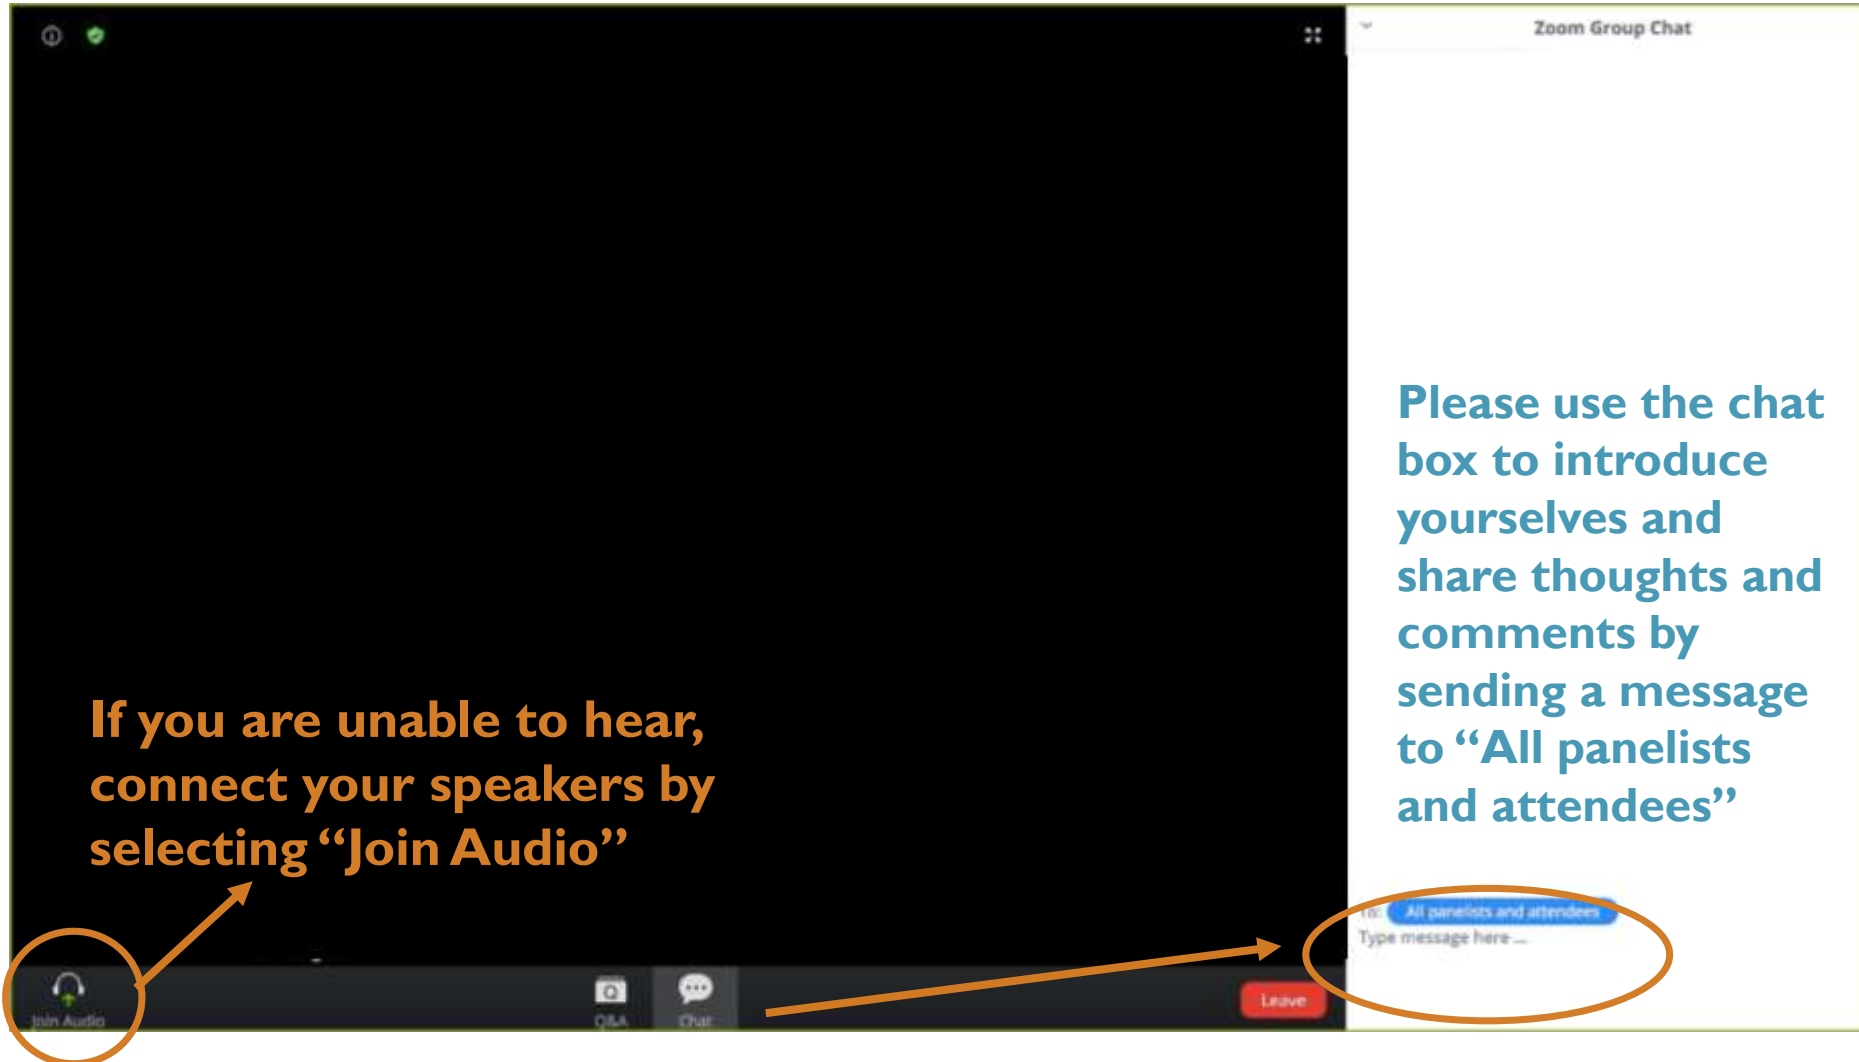 Zoom Group Chat
Please use the chat
box to introduce
yourselves and
share thoughts and
comments by
sending a message
to “All panelists
and attendees”
If you are unable to hear,
connect your speakers by
selecting “Join Audio”
To: All panelists and attendees
Type message here ...
Join Audio
Q&A
Chat
Leave